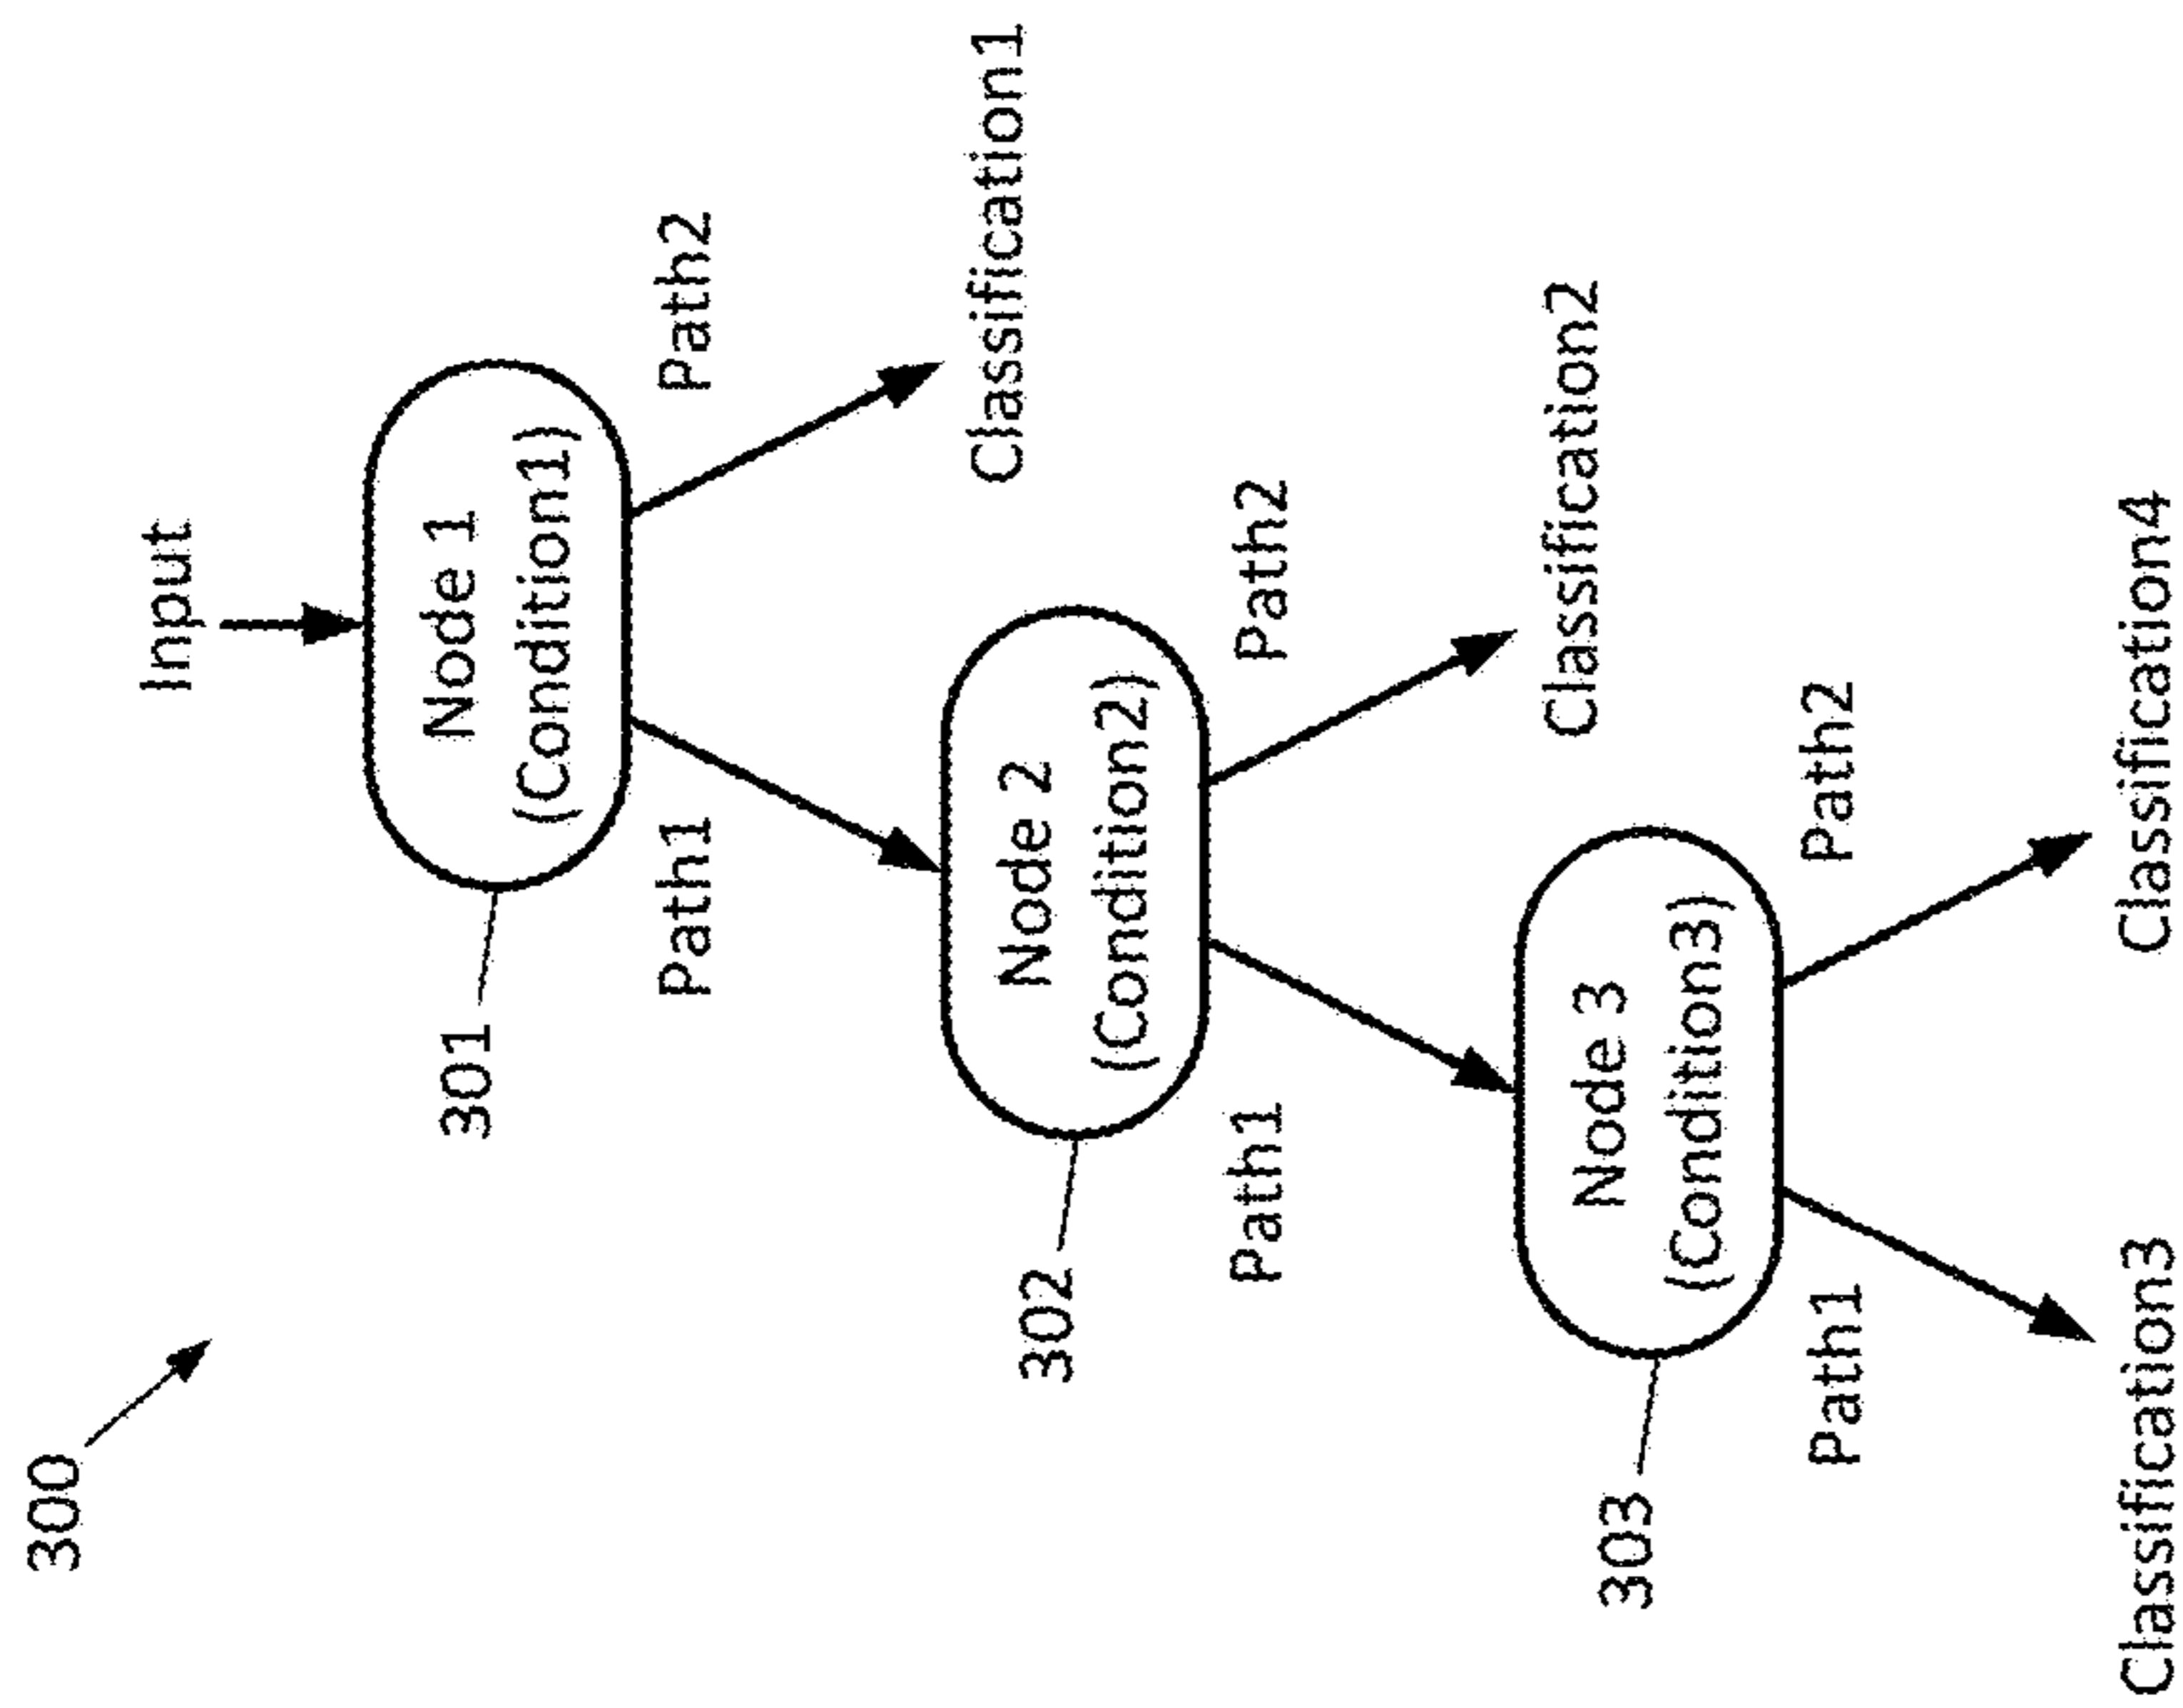 300
Input
301
Node 1
(Condition1)
Path1
Path2
Classification1
302
Node 2
(Condition2)
Path1
Path2
Classification2
303
Node 3
(Condition3)
Path1
Path2
Classification3
Classification4